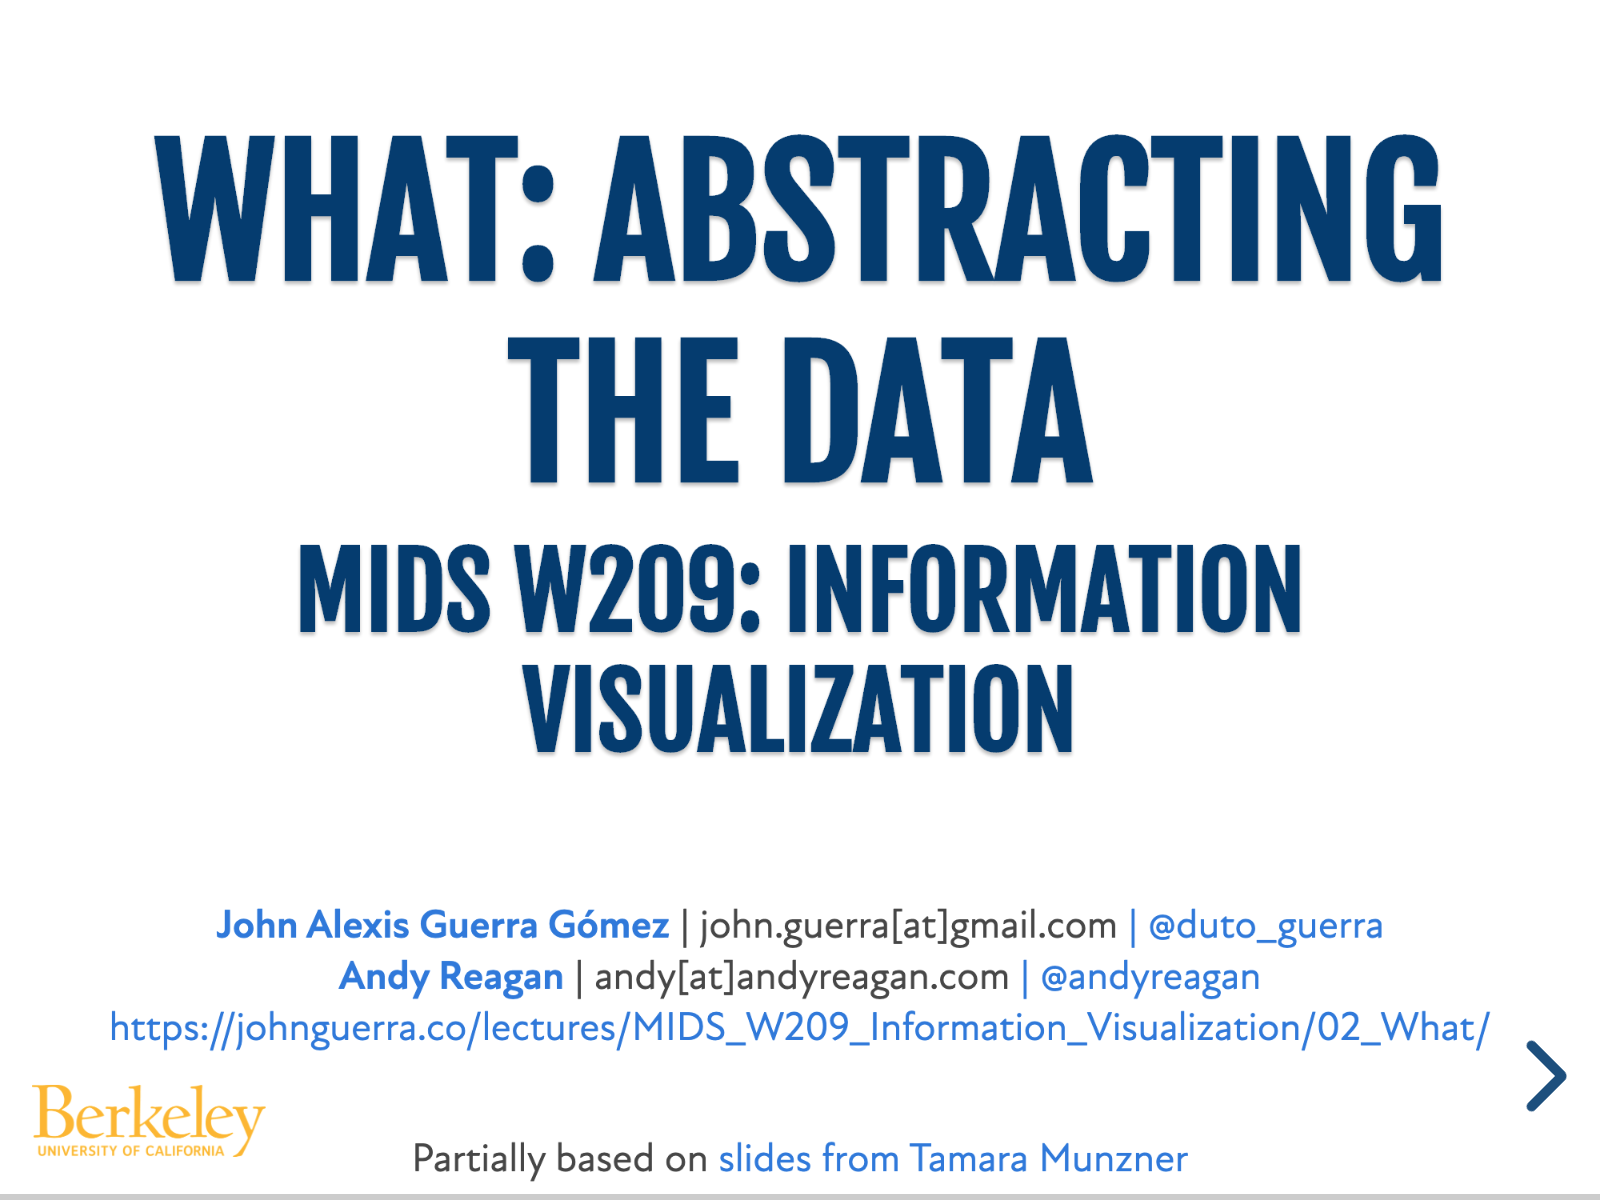 WHAT: ABSTRACTING
THE DATA
MIDS W209: INFORMATION
VISUALIZATION
John Alexis Guerra Gómez | john.guerra[at]gmail.com | @duto_guerra
Andy Reagan | andy[at]andyreagan.com | @andyreagan
https://johnguerra.co/lectures/MIDS_W209_Information_Visualization/02_What/
Berkeley
UNIVERSITY OF CALIFORNIA
Partially based on slides from Tamara Munzner